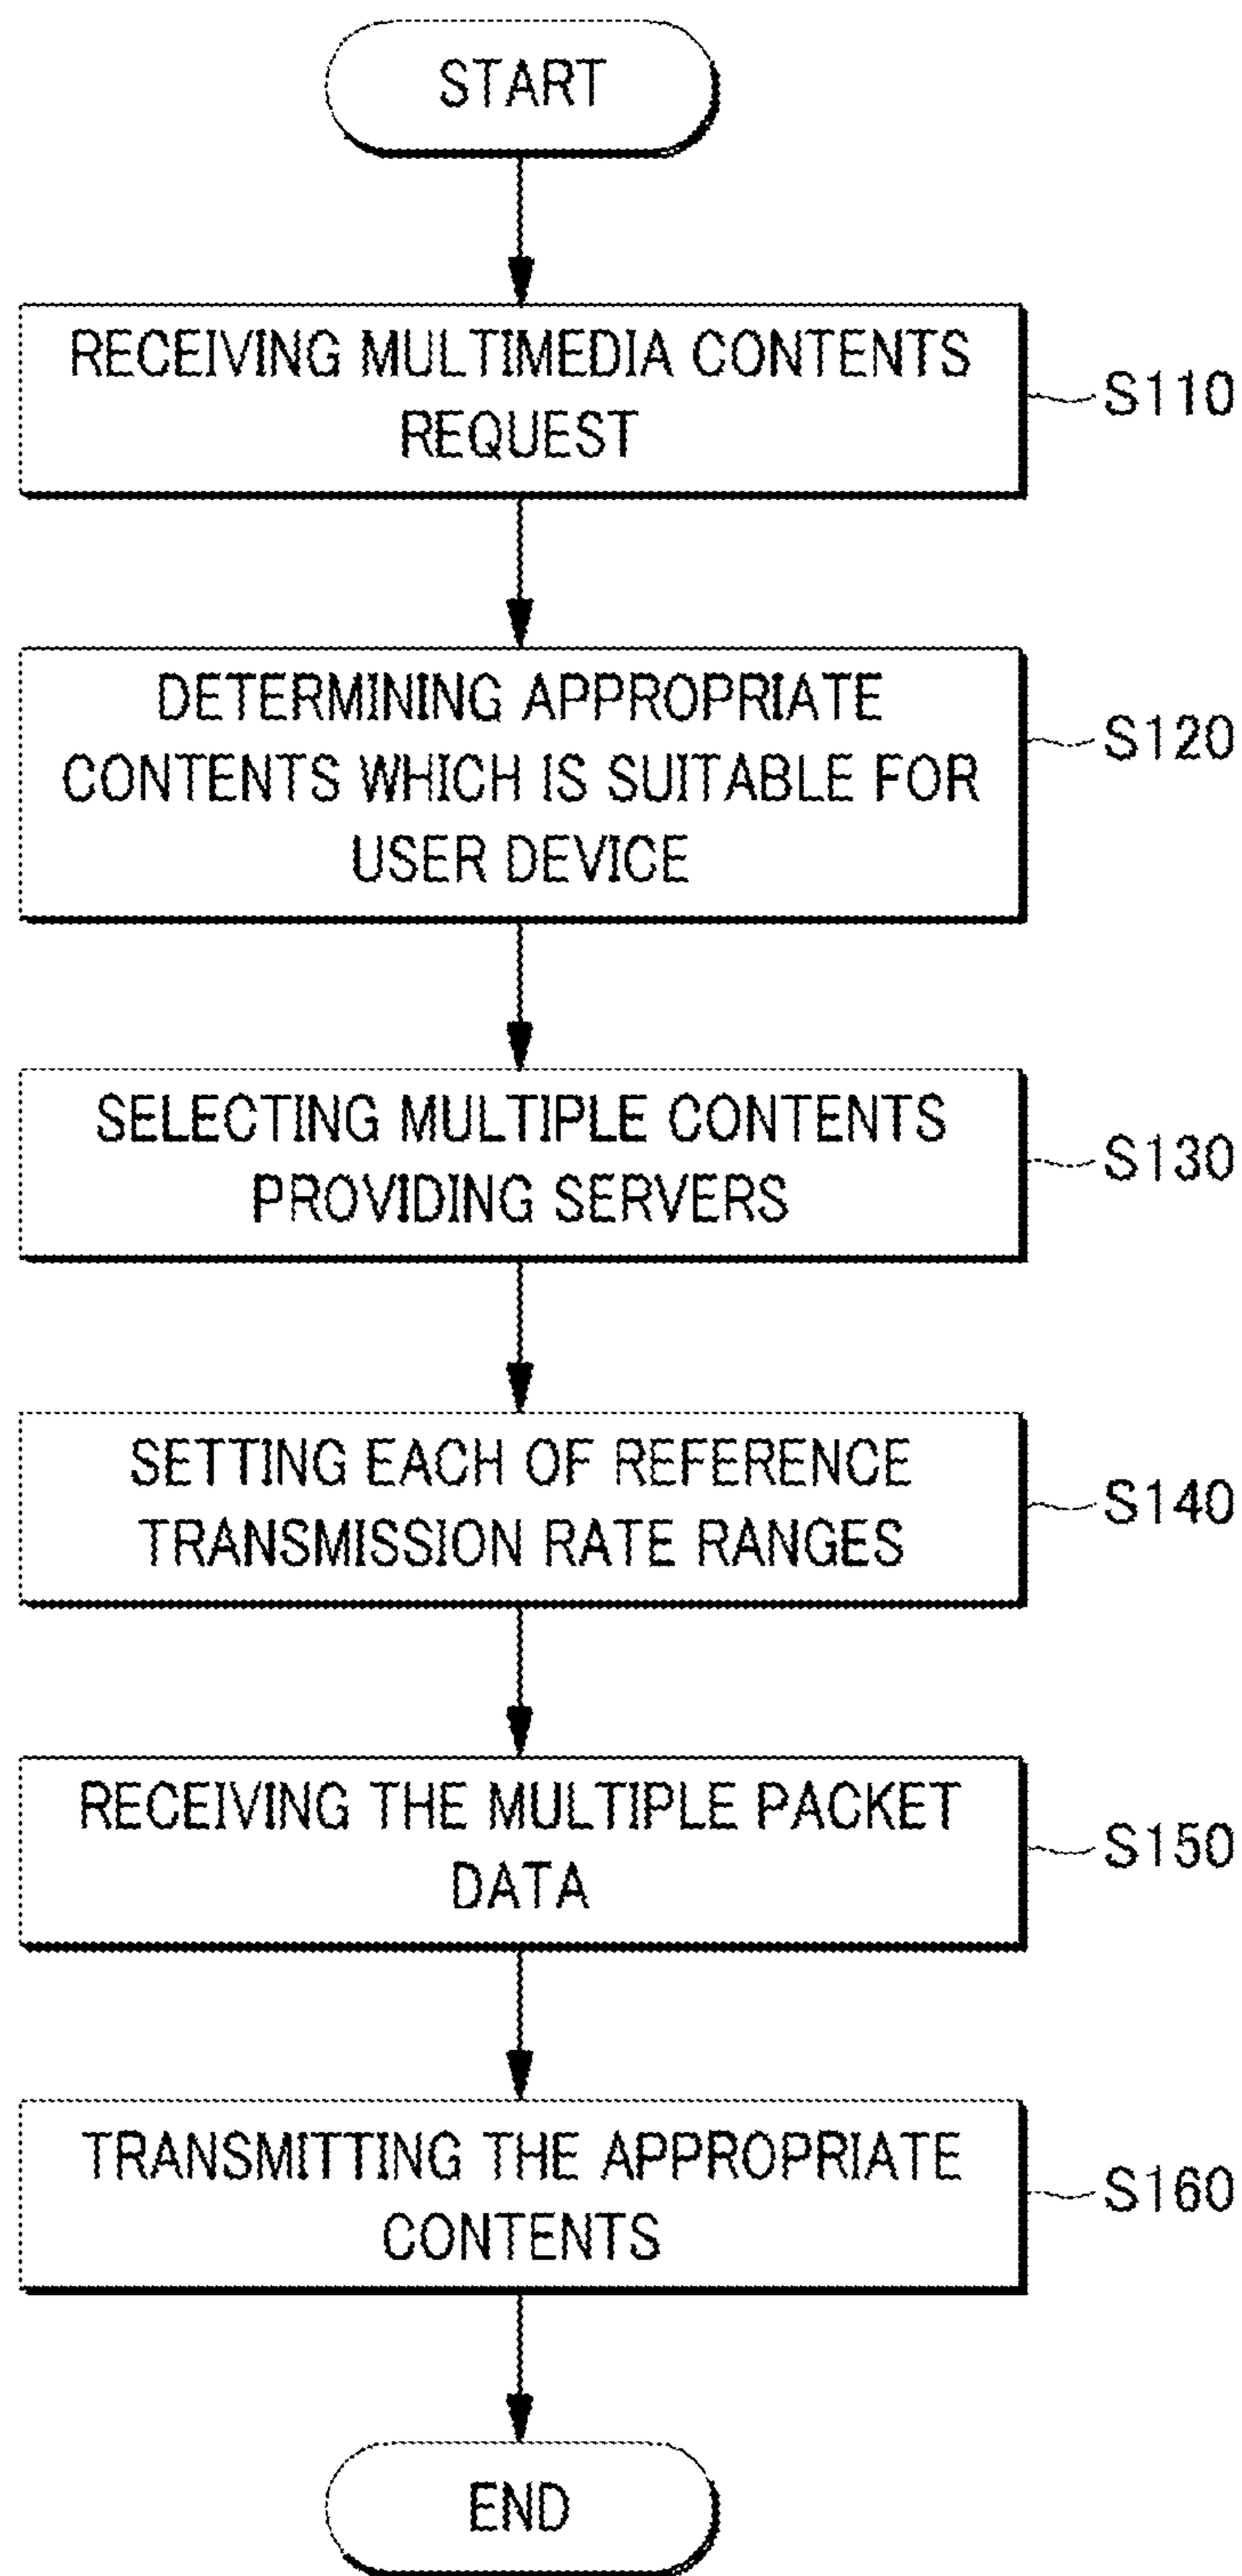 START
RECEIVING MULTIMEDIA CONTENTS
REQUEST
S110
DETERMINING APPROPRIATE
CONTENTS WHICH IS SUITABLE FOR
USER DEVICE
S120
SELECTING MULTIPLE CONTENTS
PROVIDING SERVERS
S130
SETTING EACH OF REFERENCE
TRANSMISSION RATE RANGES
S140
RECEIVING THE MULTIPLE PACKET
DATA
S150
TRANSMITTING THE APPROPRIATE
CONTENTS
S160
END